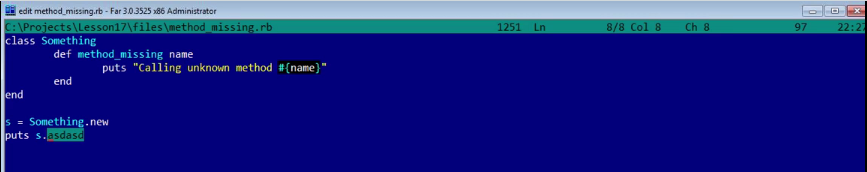 edit method_missing.rb - Far 3.0.3525 x86 Administrator
C:\Projects\Lesson17\files\method_missing.rb 1251 Ln 8/8 Col 8 Ch 8 97 22:27
class Something
def method_missing name
puts "Calling unknown method #{name}"
end
end
s = Something.new
puts s.asdasd